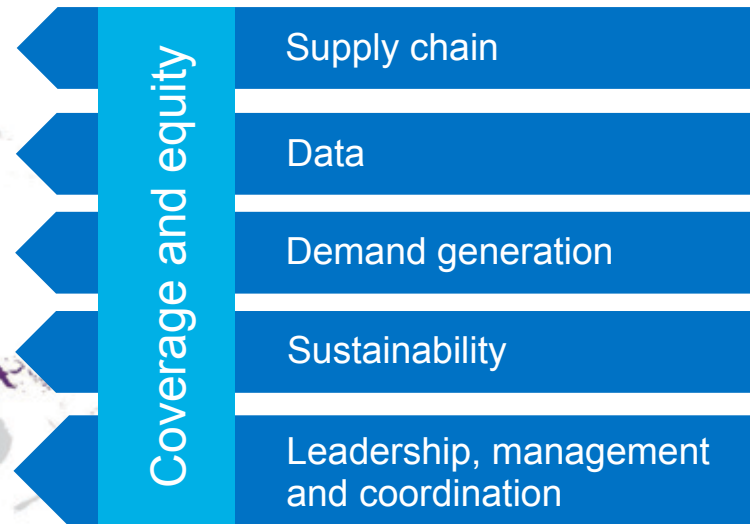 Coverage and equity
Supply chain
Data
Demand generation
Sustainability
Leadership, management
and coordination